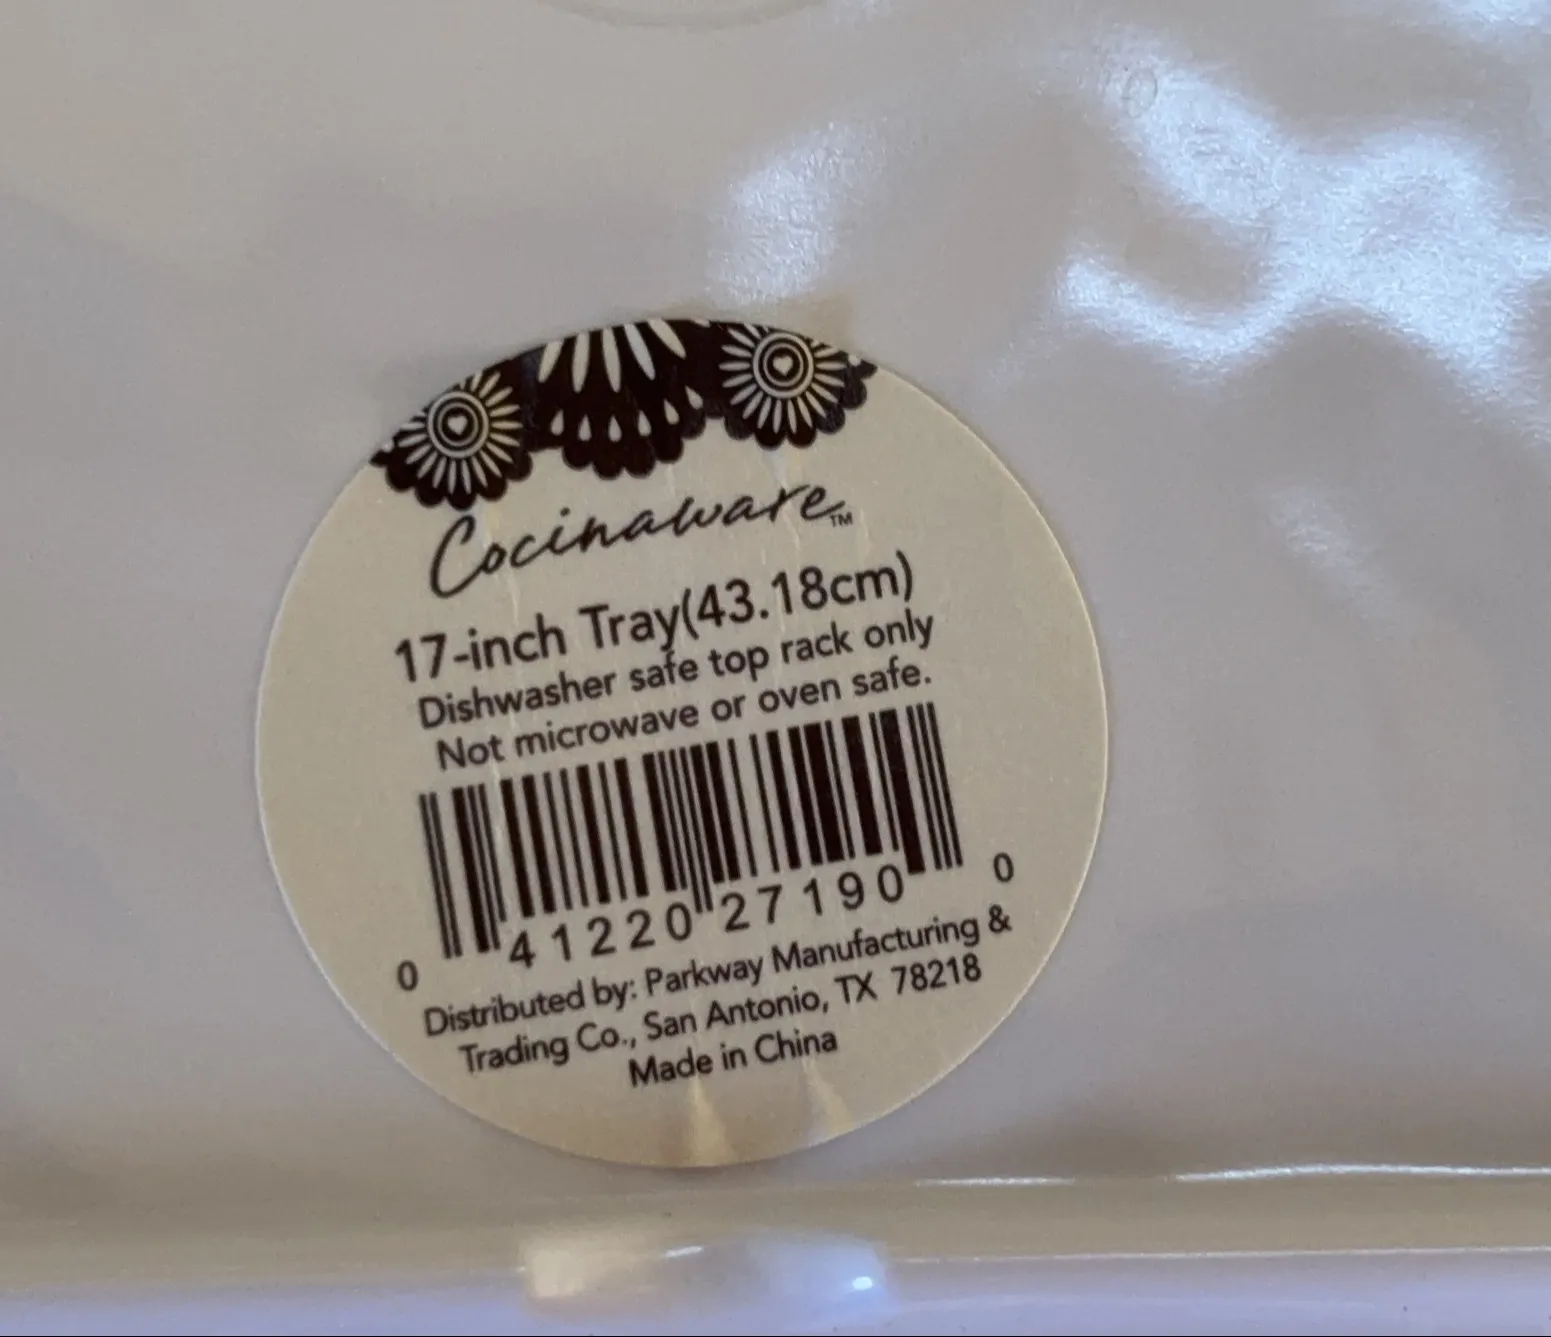 Cocinaware™
17-inch Tray(43.18cm)
Dishwasher safe top rack only
Not microwave or oven safe.
0 41220 27190 0
Distributed by: Parkway Manufacturing &
Trading Co., San Antonio, TX 78218
Made in China